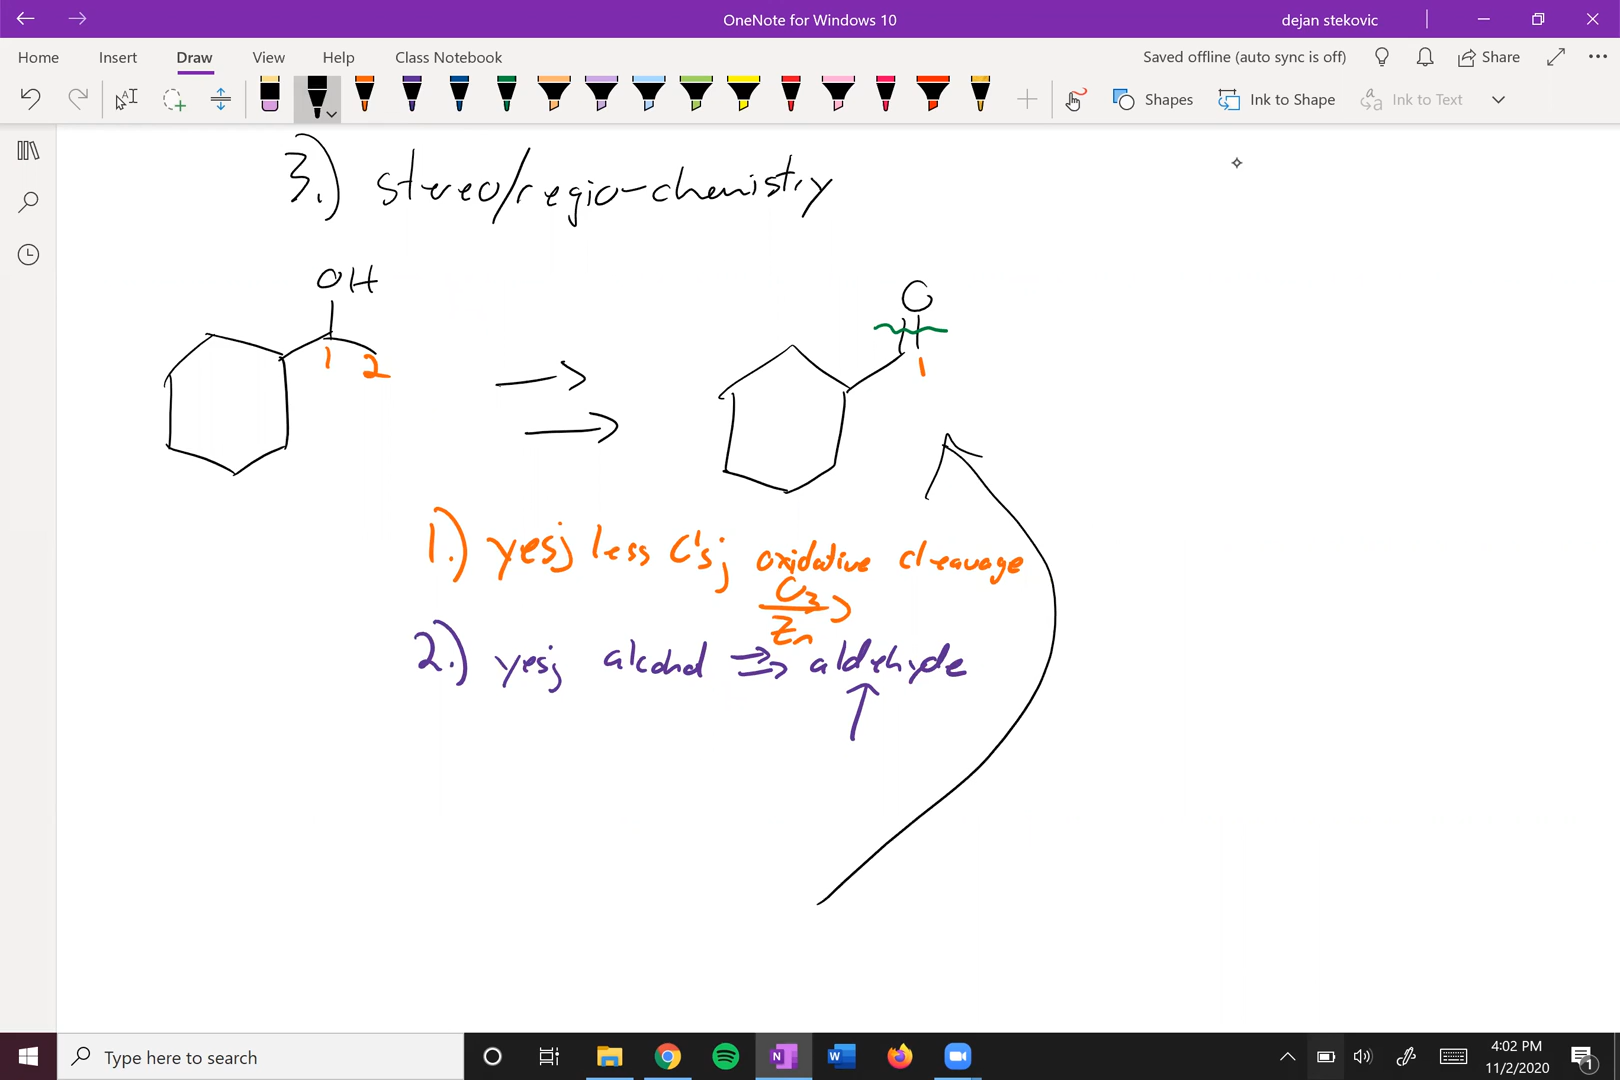 OneNote for Windows 10
dejan stekovic
Home Insert Draw View Help Class Notebook
Saved offline (auto sync is off) Share
Shapes Ink to Shape Ink to Text
3.) stereo/regio-chemistry
OH
O
1 2
1
1.) yes; less C's; oxidative cleavage
O3
Zn
2.) yes; alcohol ⇒ aldehyde
Type here to search
4:02 PM
11/2/2020
1